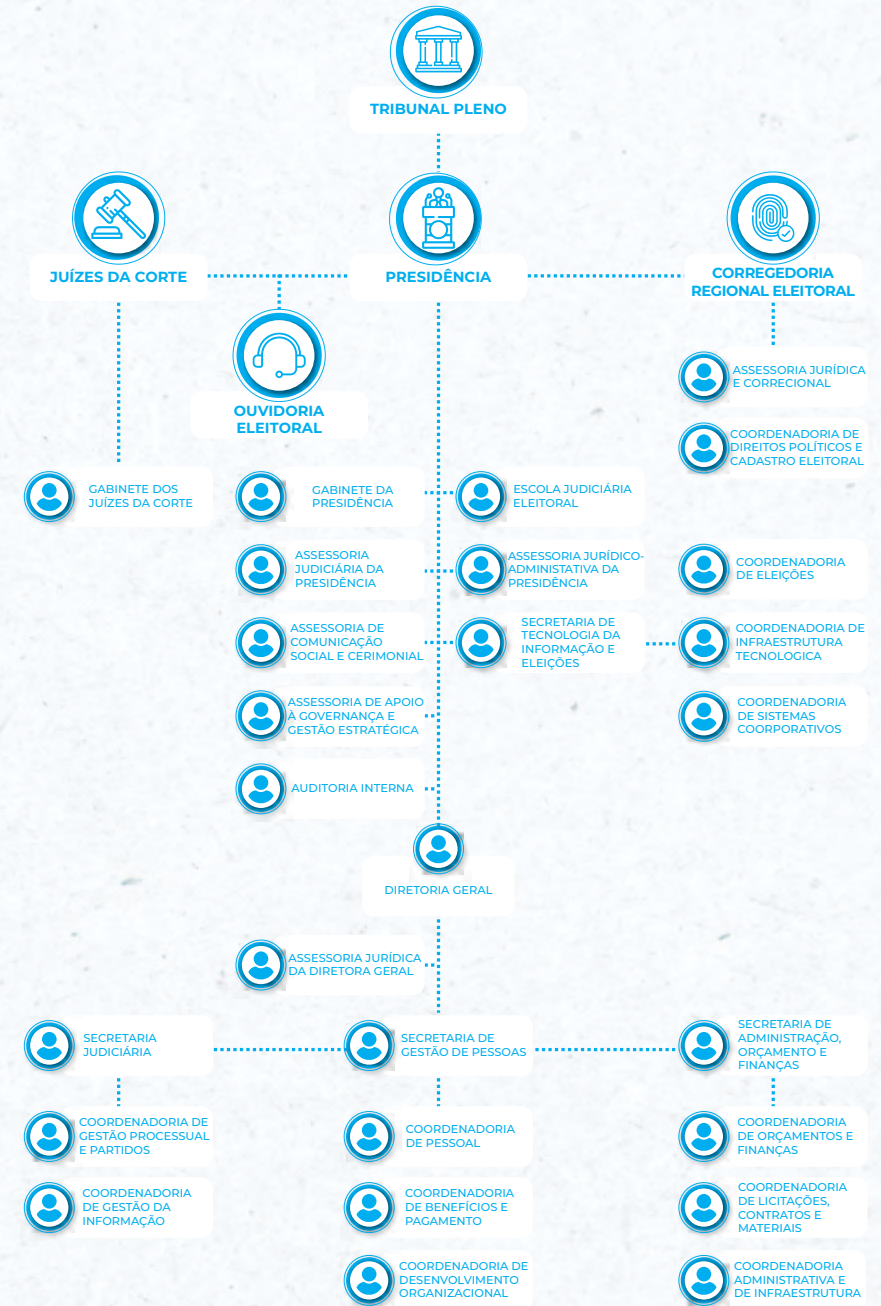 TRIBUNAL PLENO
JUÍZES DA CORTE
PRESIDÊNCIA
CORREGEDORIA
REGIONAL ELEITORAL
OUVIDORIA
ELEITORAL
ASSESSORIA JURÍDICA
E CORRECIONAL
COORDENADORIA DE
DIREITOS POLÍTICOS E
CADASTRO ELEITORAL
GABINETE DOS
JUÍZES DA CORTE
GABINETE DA
PRESIDÊNCIA
ESCOLA JUDICIÁRIA
ELEITORAL
ASSESSORIA
JUDICIÁRIA DA
PRESIDÊNCIA
ASSESSORIA JURÍDICO-
ADMINISTATIVA DA
PRESIDÊNCIA
COORDENADORIA
DE ELEIÇÕES
ASSESSORIA DE
COMUNICAÇÃO
SOCIAL E CERIMONIAL
SECRETARIA DE
TECNOLOGIA DA
INFORMAÇÃO E
ELEIÇÕES
COORDENADORIA DE
INFRAESTRUTURA
TECNOLOGICA
ASSESSORIA DE APOIO
À GOVERNANÇA E
GESTÃO ESTRATÉGICA
COORDENADORIA
DE SISTEMAS
COORPORATIVOS
AUDITORIA INTERNA
DIRETORIA GERAL
ASSESSORIA JURÍDICA
DA DIRETORA GERAL
SECRETARIA
JUDICIÁRIA
SECRETARIA DE
GESTÃO DE PESSOAS
SECRETARIA DE
ADMINISTRAÇÃO,
ORÇAMENTO E
FINANÇAS
COORDENADORIA DE
GESTÃO PROCESSUAL
E PARTIDOS
COORDENADORIA
DE PESSOAL
COORDENADORIA
DE ORÇAMENTOS E
FINANÇAS
COORDENADORIA
DE GESTÃO DA
INFORMAÇÃO
COORDENADORIA
DE BENEFÍCIOS E
PAGAMENTO
COORDENADORIA
DE LICITAÇÕES,
CONTRATOS E
MATERIAIS
COORDENADORIA DE
DESENVOLVIMENTO
ORGANIZACIONAL
COORDENADORIA
ADMINISTRATIVA E
DE INFRAESTRUTURA